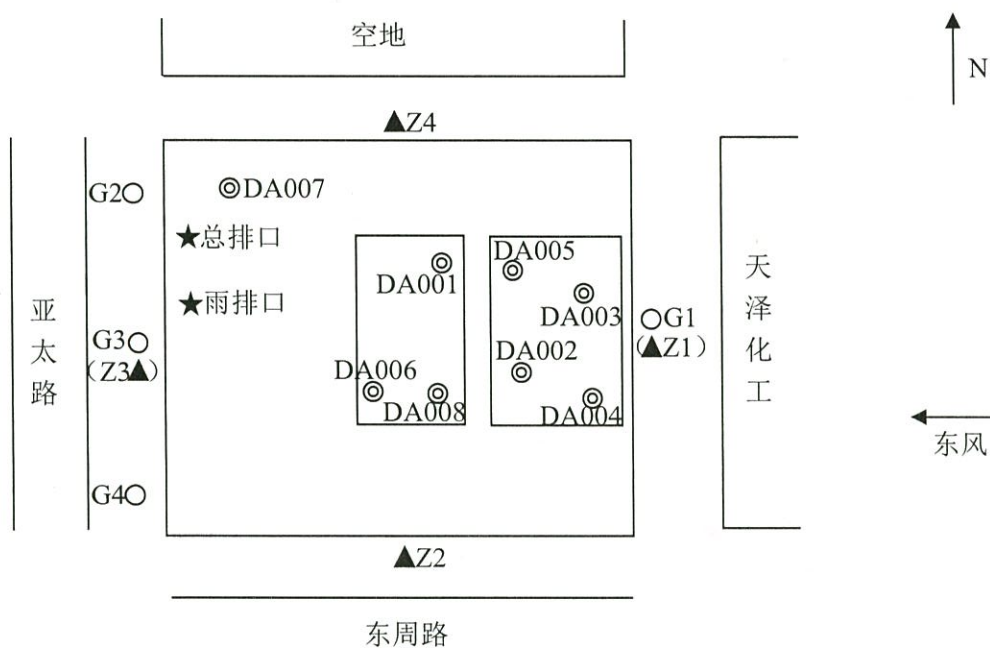 空地
N
▲Z4
G2○
◎DA007
★总排口
DA005
DA001
天泽化工
★雨排口
DA003
○G1
亚太路
G3○
(▲Z1)
DA002
(Z3▲)
DA006
DA008
DA004
东风
G4○
▲Z2
东周路